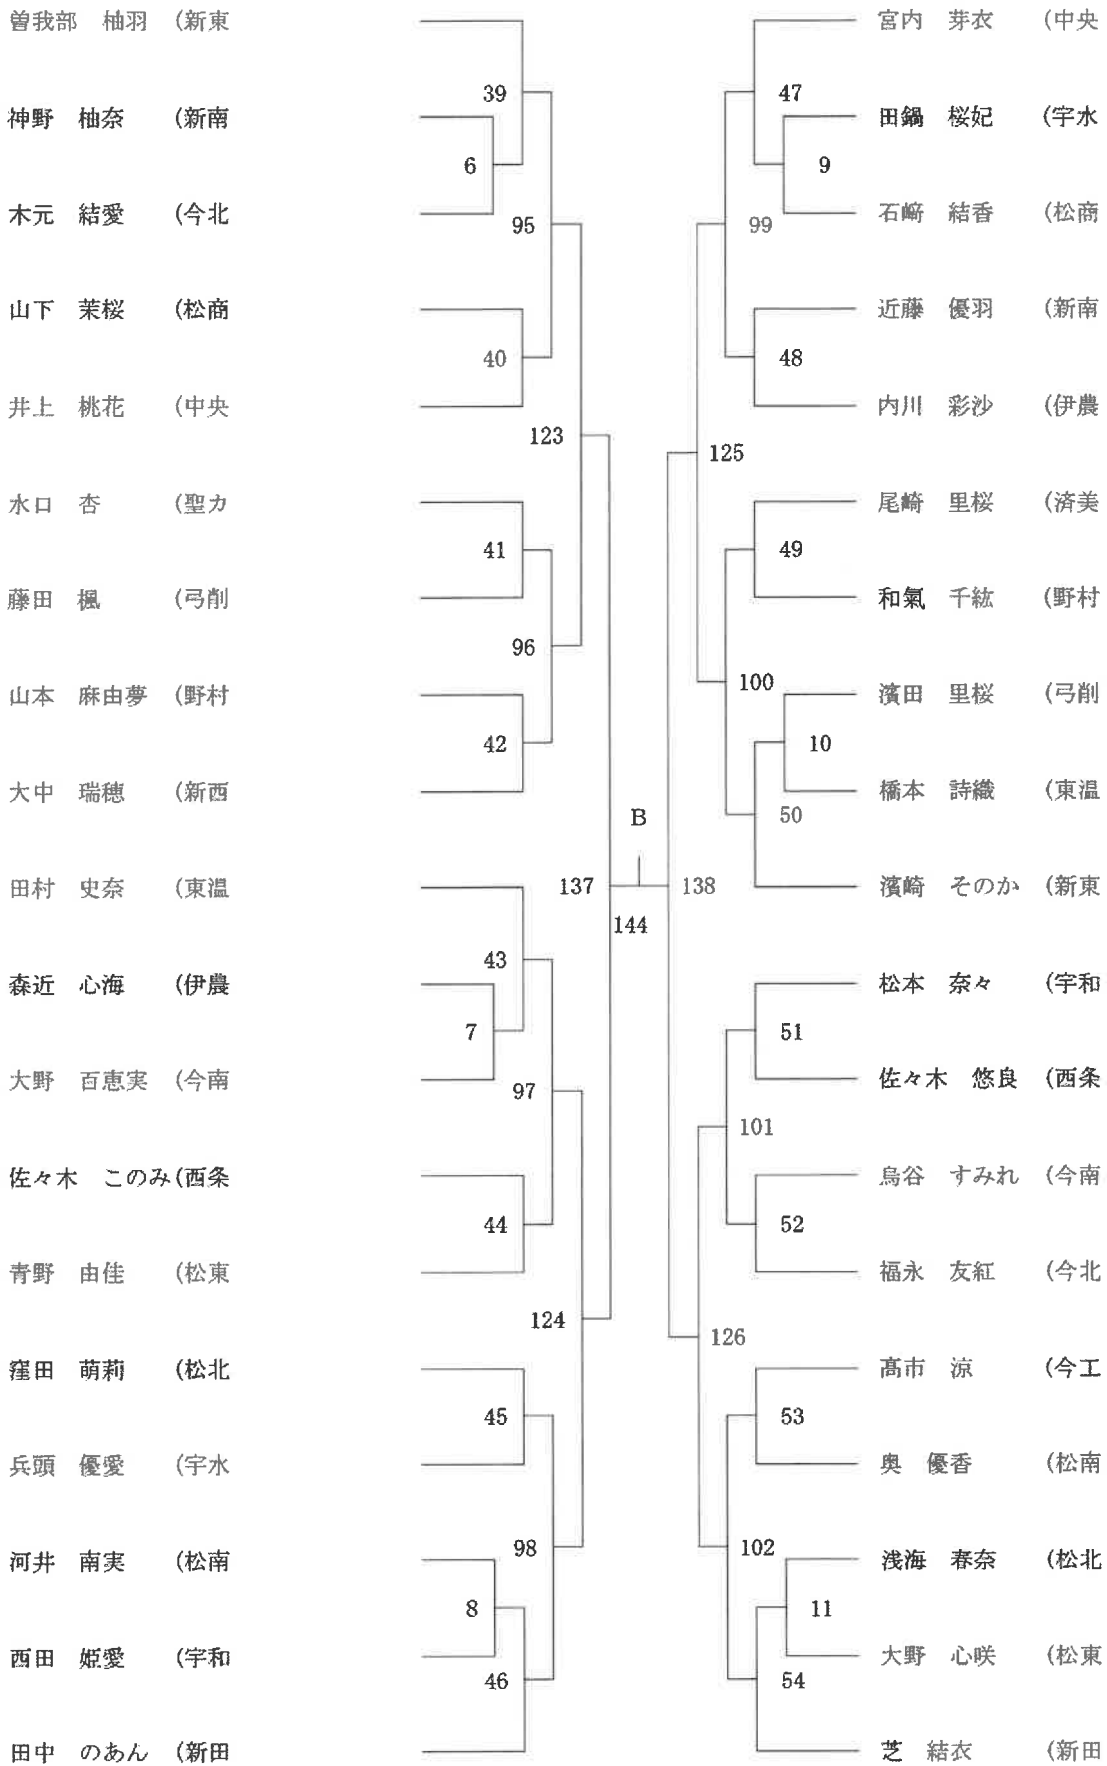 曽我部 柚羽 (新東
39
神野 柚奈 (新南
6
木元 結愛 (今北
95
山下 茉桜 (松商
40
井上 桃花 (中央
123
水口 杏 (聖カ
41
藤田 楓 (弓削
96
山本 麻由夢 (野村
42
大中 瑞穂 (新西
田村 史奈 (東温
137
43
森近 心海 (伊農
7
大野 百恵実 (今南
97
佐々木 このみ(西条
44
青野 由佳 (松東
124
窪田 萌莉 (松北
45
兵頭 優愛 (宇水
98
河井 南実 (松南
8
西田 姫愛 (宇和
46
田中 のあん (新田
B
144
宮内 芽衣 (中央
47
田鍋 桜妃 (宇水
9
石﨑 結香 (松商
99
近藤 優羽 (新南
48
内川 彩沙 (伊農
125
尾崎 里桜 (済美
49
和氣 千紘 (野村
100
濱田 里桜 (弓削
10
橋本 詩織 (東温
50
濱崎 そのか (新東
138
松本 奈々 (宇和
51
佐々木 悠良 (西条
101
烏谷 すみれ (今南
52
福永 友紅 (今北
126
髙市 涼 (今工
53
奥 優香 (松南
102
浅海 春奈 (松北
11
大野 心咲 (松東
54
芝 結衣 (新田